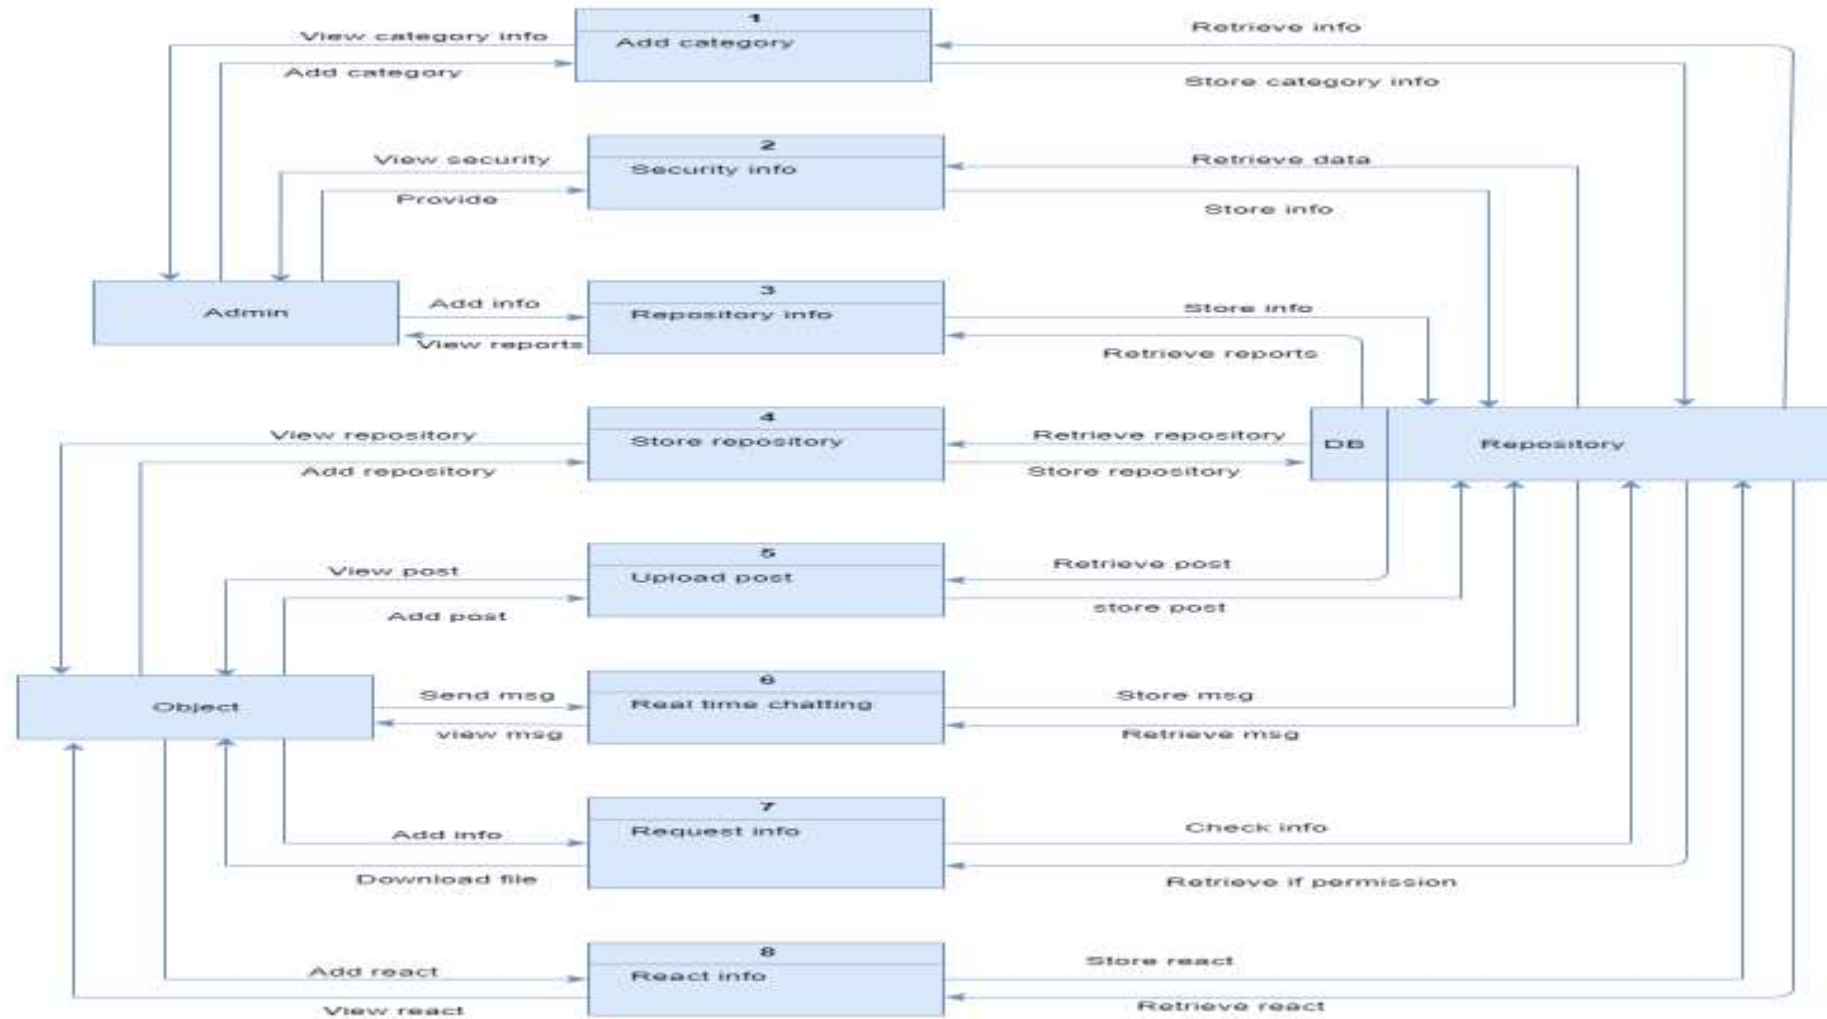 1
Retrieve info
View category info
Add category
Add category
Store category info
2
View security
Retrieve data
Security info
Provide
Store info
3
Add info
Store info
Admin
Repository info
View reports
Retrieve reports
4
View repository
Store repository
Retrieve repository
DB
Repository
Add repository
Store repository
5
View post
Retrieve post
Upload post
Add post
store post
6
Send msg
Store msg
Object
Real time chatting
view msg
Retrieve msg
7
Add info
Request info
Check info
Download file
Retrieve if permission
8
Store react
Add react
React info
View react
Retrieve react